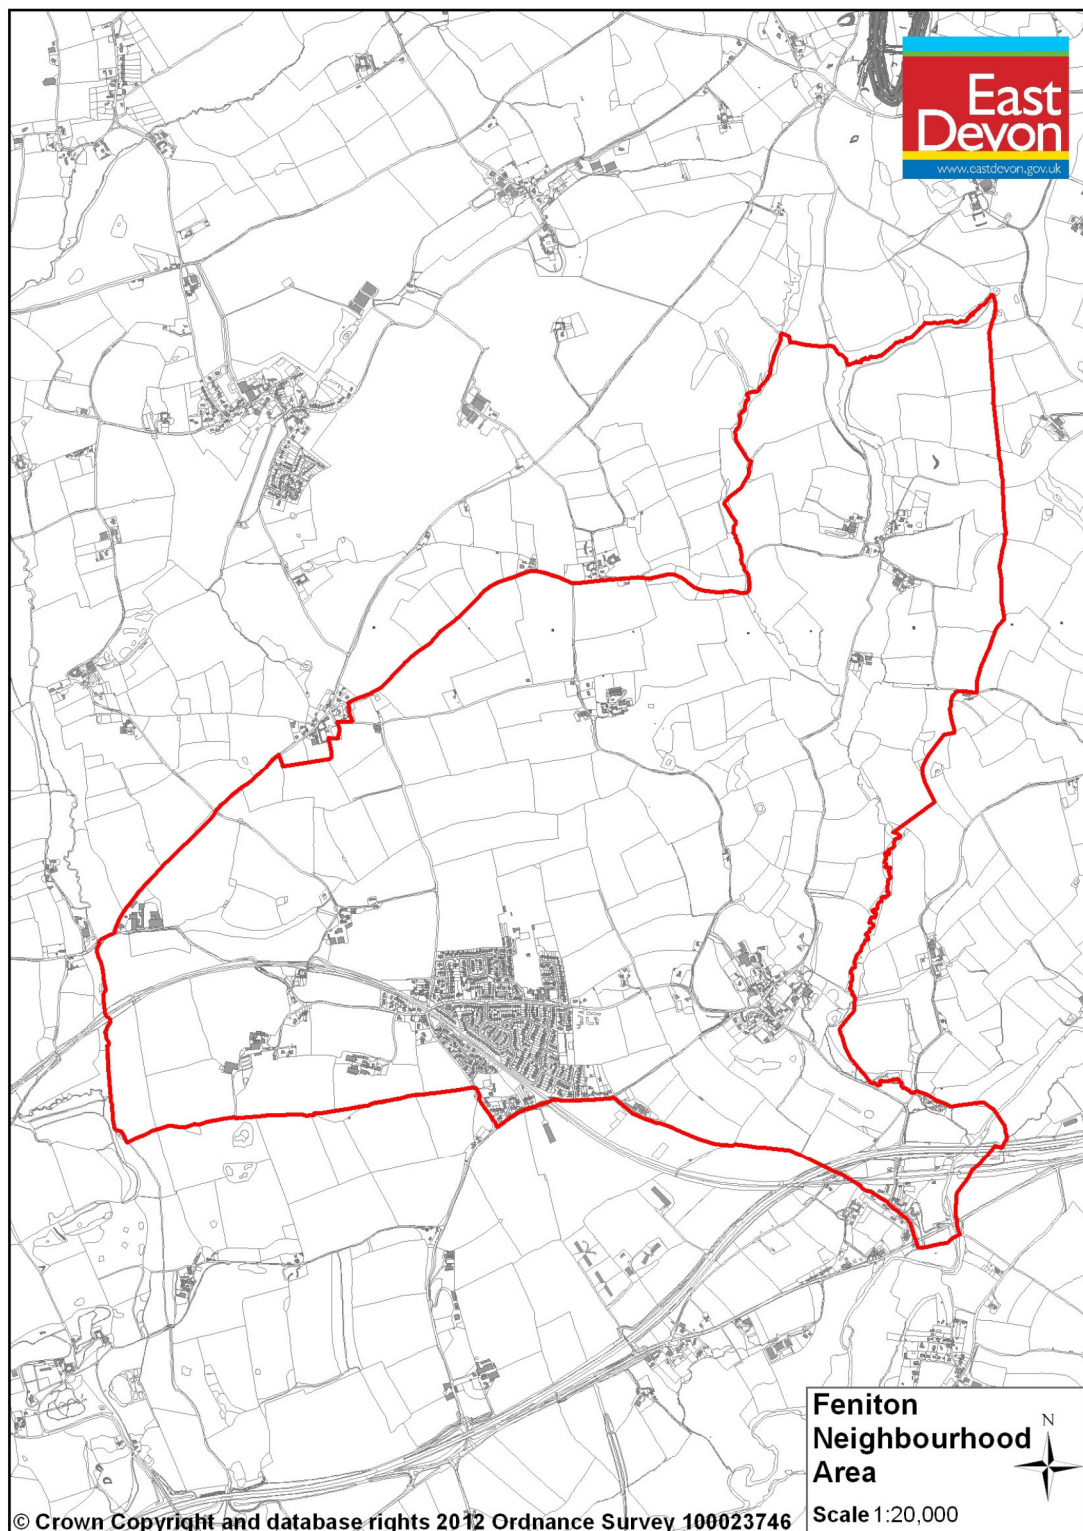 East
Devon
www.eastdevon.gov.uk
Feniton
Neighbourhood
Area
N
Scale 1:20,000
© Crown Copyright and database rights 2012 Ordnance Survey 100023746